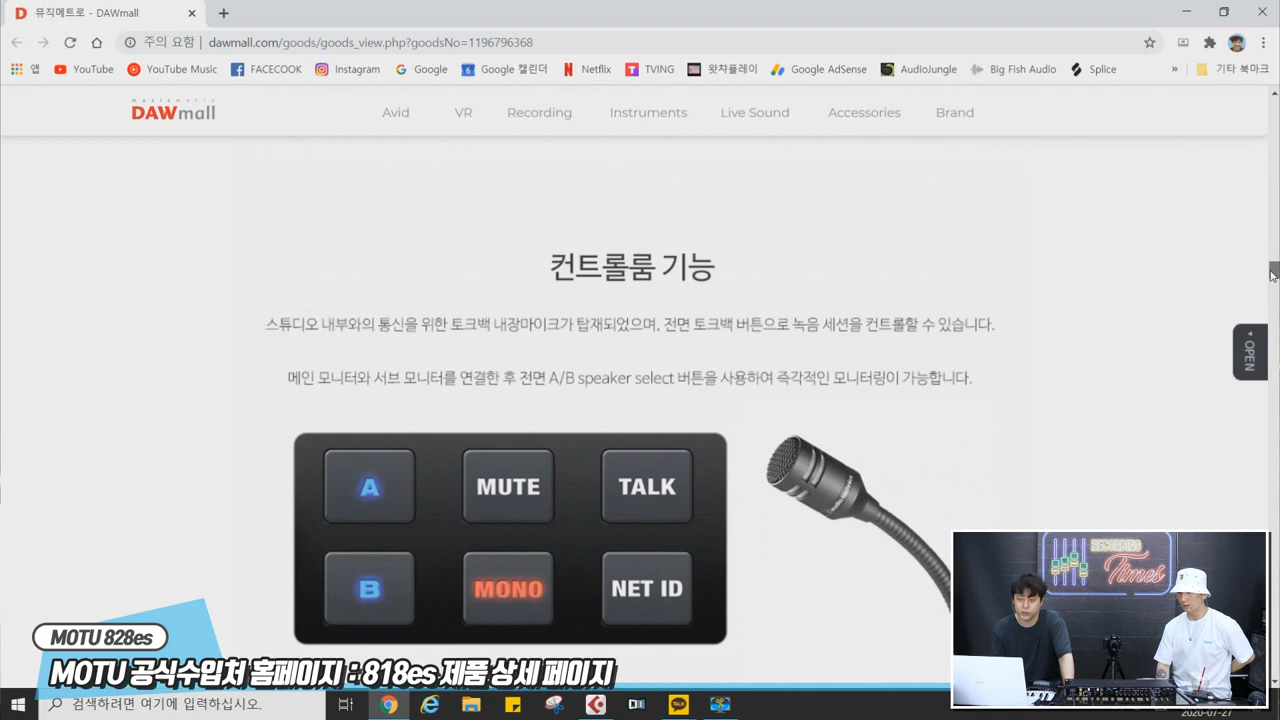 뮤직메트로 - DAWmall
주의 요함 | dawmall.com/goods/goods_view.php?goodsNo=1196796368
앱 YouTube YouTube Music FACECOOK Instagram Google Google 캘린더 Netflix TVING 왓챠플레이 Google AdSense AudioJungle Big Fish Audio Splice » 기타 북마크
DAWmall Avid VR Recording Instruments Live Sound Accessories Brand
컨트롤룸 기능
스튜디오 내부와의 통신을 위한 토크백 내장마이크가 탑재되었으며, 전면 토크백 버튼으로 녹음 세션을 컨트롤할 수 있습니다.
OPEN
메인 모니터와 서브 모니터를 연결한 후 전면 A/B speaker select 버튼을 사용하여 즉각적인 모니터링이 가능합니다.
A MUTE TALK
B MONO NET ID
Times
MOTU 828es
MOTU 공식수입처 홈페이지 : 818es 제품 상세 페이지
검색하려면 여기에 입력하십시오.
TALK
2020-07-27